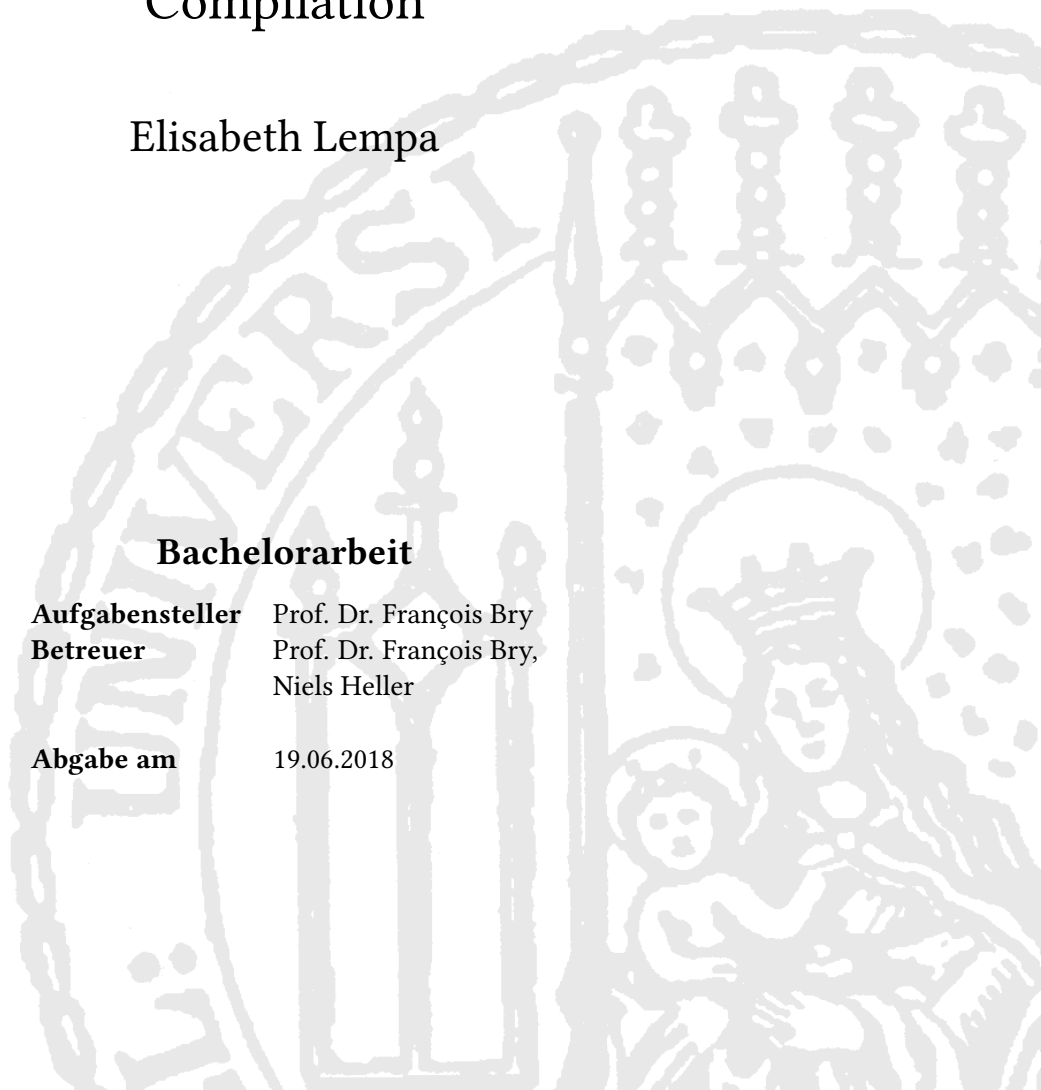 Compilation
Elisabeth Lempa
UNIVERSI
Bachelorarbeit
Aufgabensteller Prof. Dr. François Bry
Betreuer Prof. Dr. François Bry,
Niels Heller
Abgabe am 19.06.2018